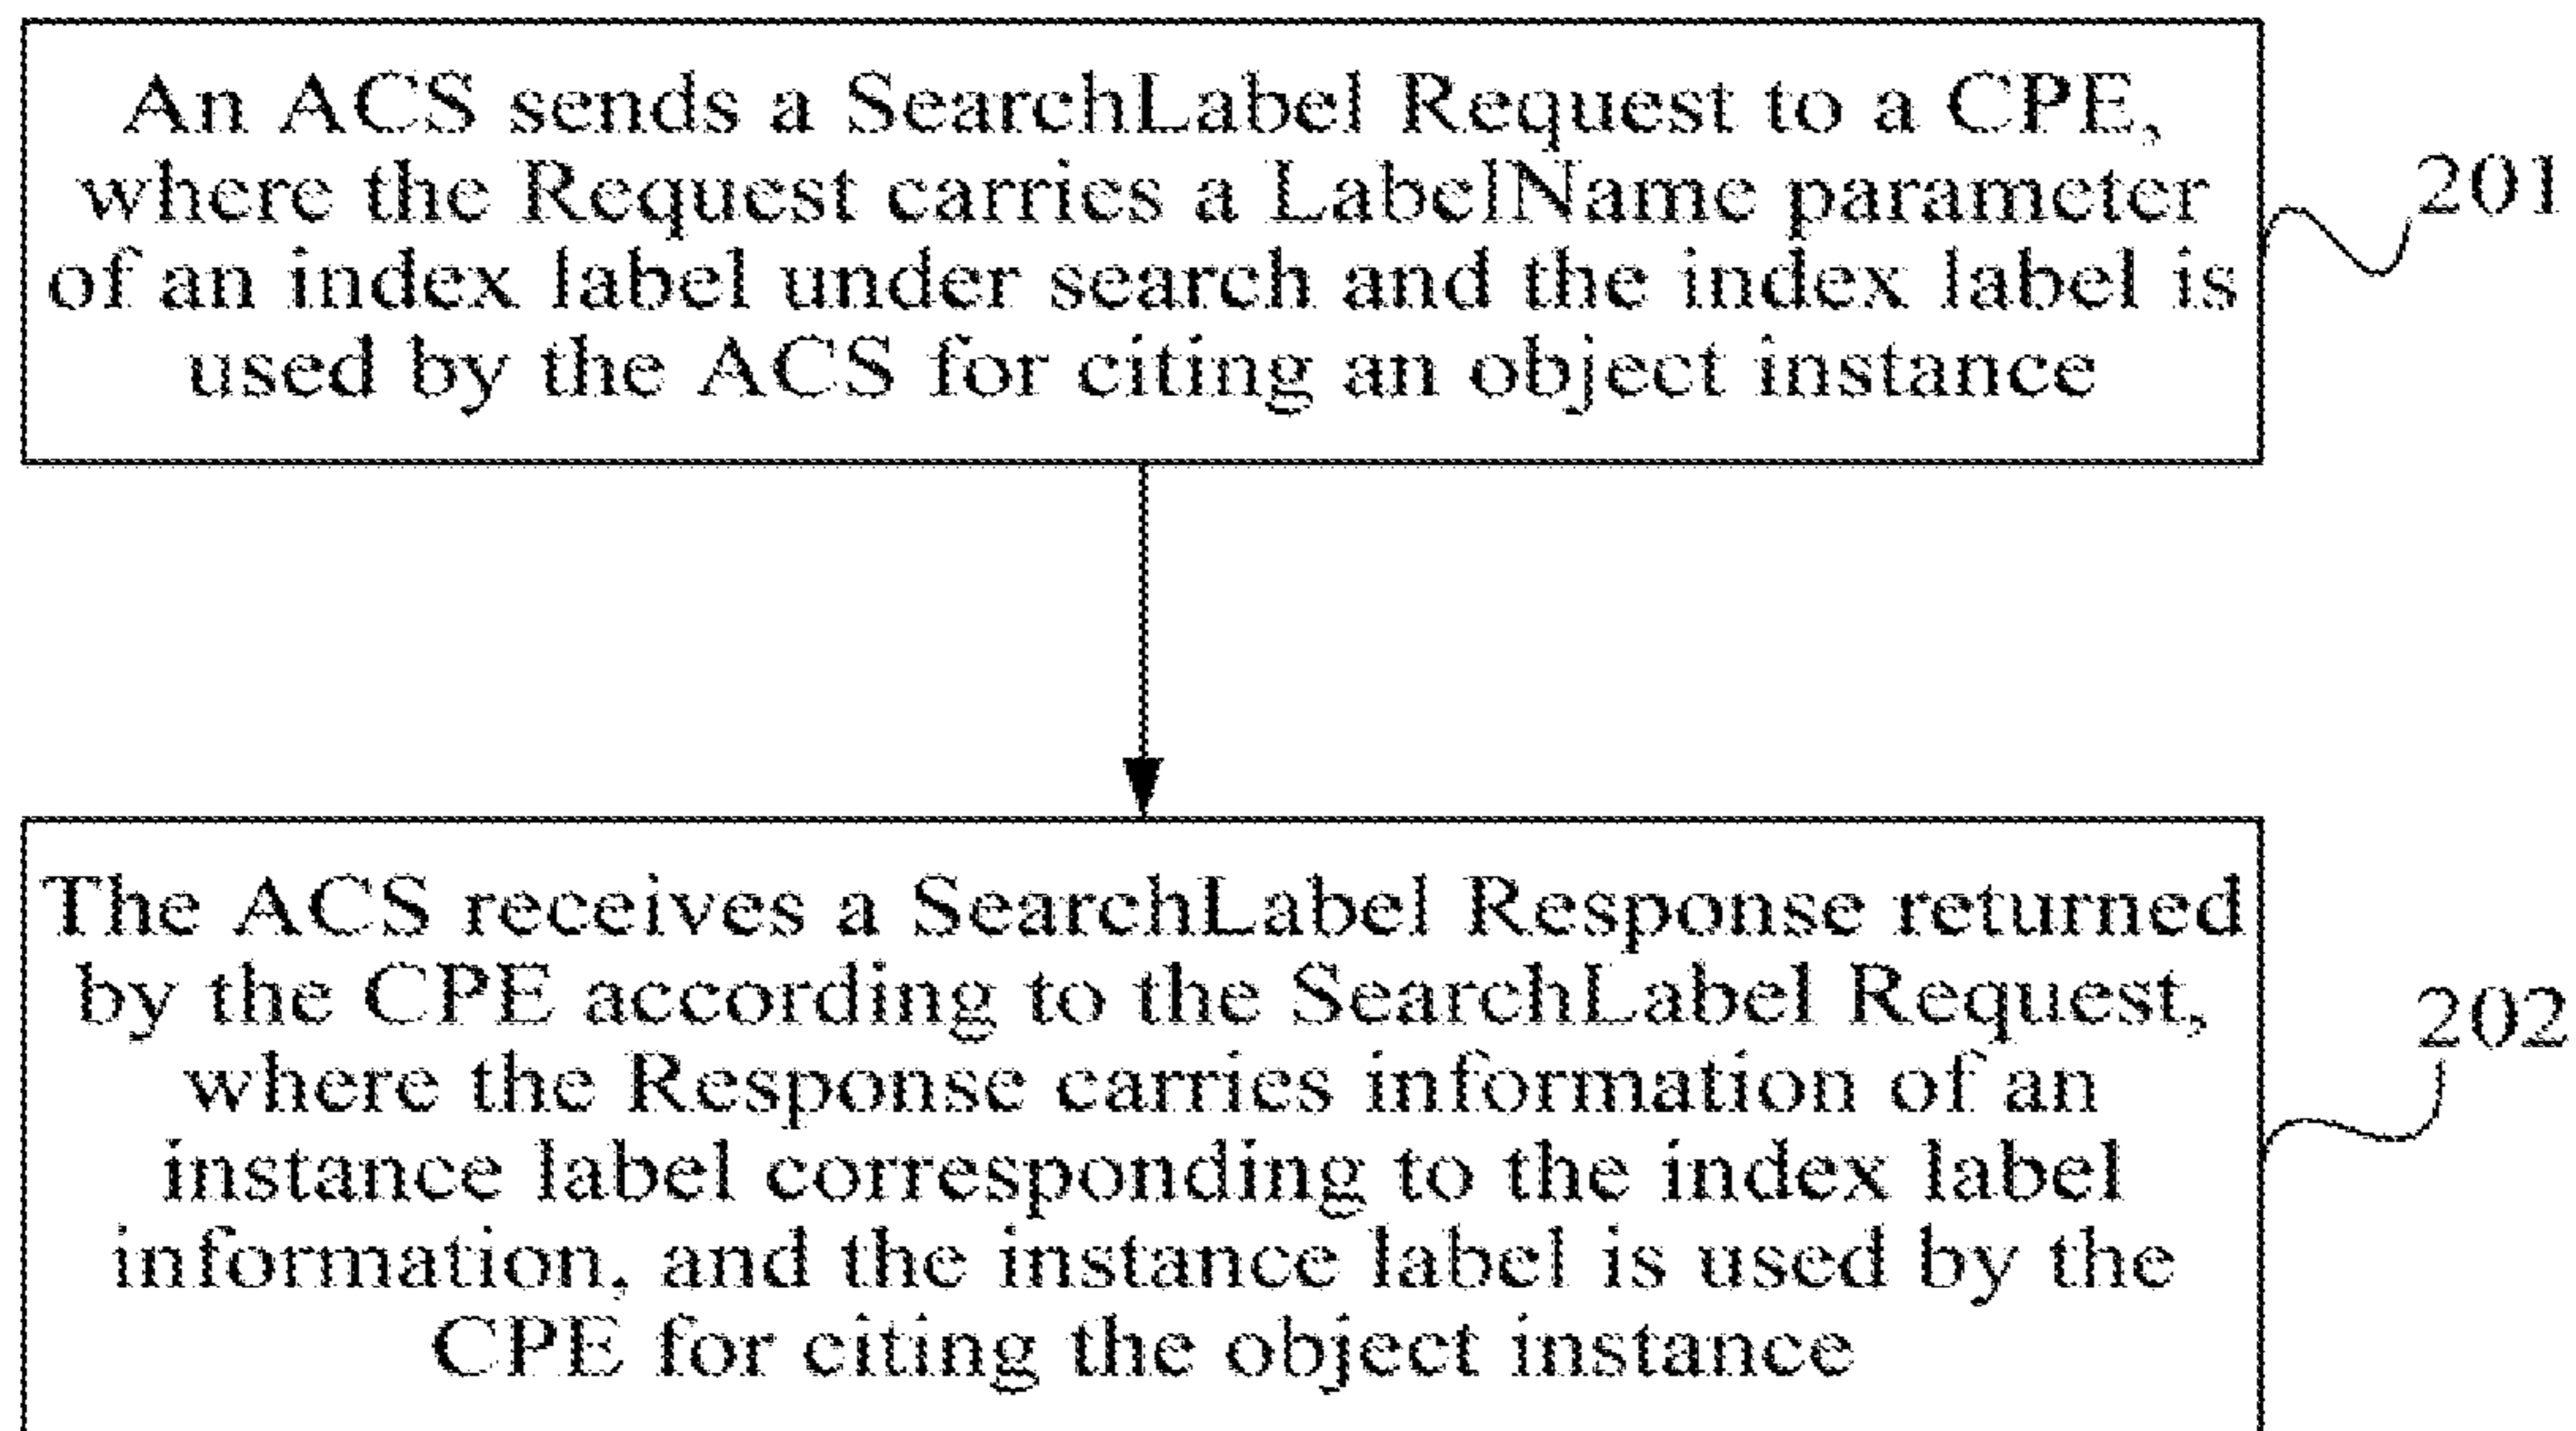 An ACS sends a SearchLabel Request to a CPE,
where the Request carries a LabelName parameter
of an index label under search and the index label is
used by the ACS for citing an object instance
201
The ACS receives a SearchLabel Response returned
by the CPE according to the SearchLabel Request,
where the Response carries information of an
instance label corresponding to the index label
information, and the instance label is used by the
CPE for citing the object instance
202